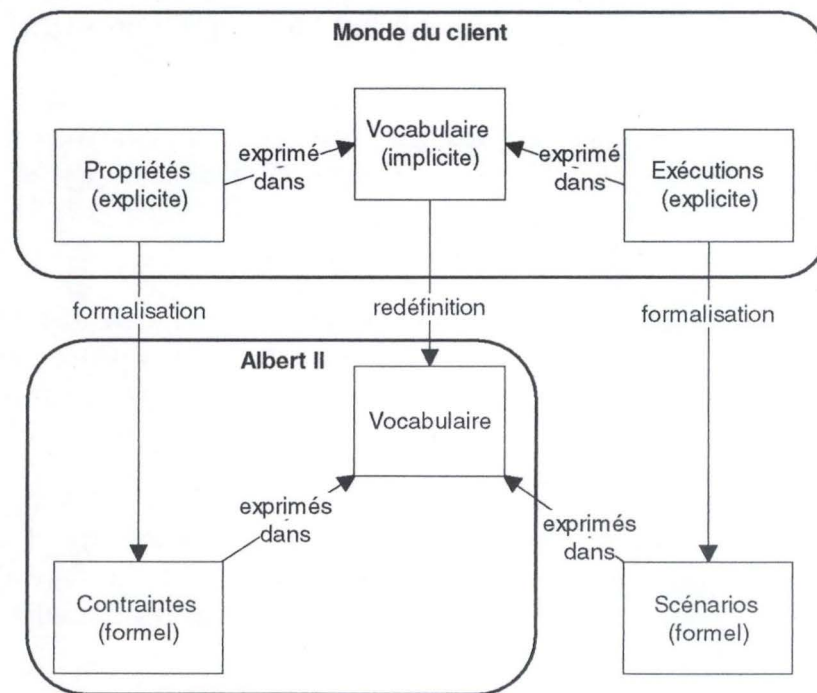 Monde du client
Vocabulaire
(implicite)
Propriétés
(explicite)
exprimé
dans
exprimé
dans
Exécutions
(explicite)
formalisation
redéfinition
formalisation
Albert II
Vocabulaire
exprimés
dans
exprimés
dans
Contraintes
(formel)
Scénarios
(formel)